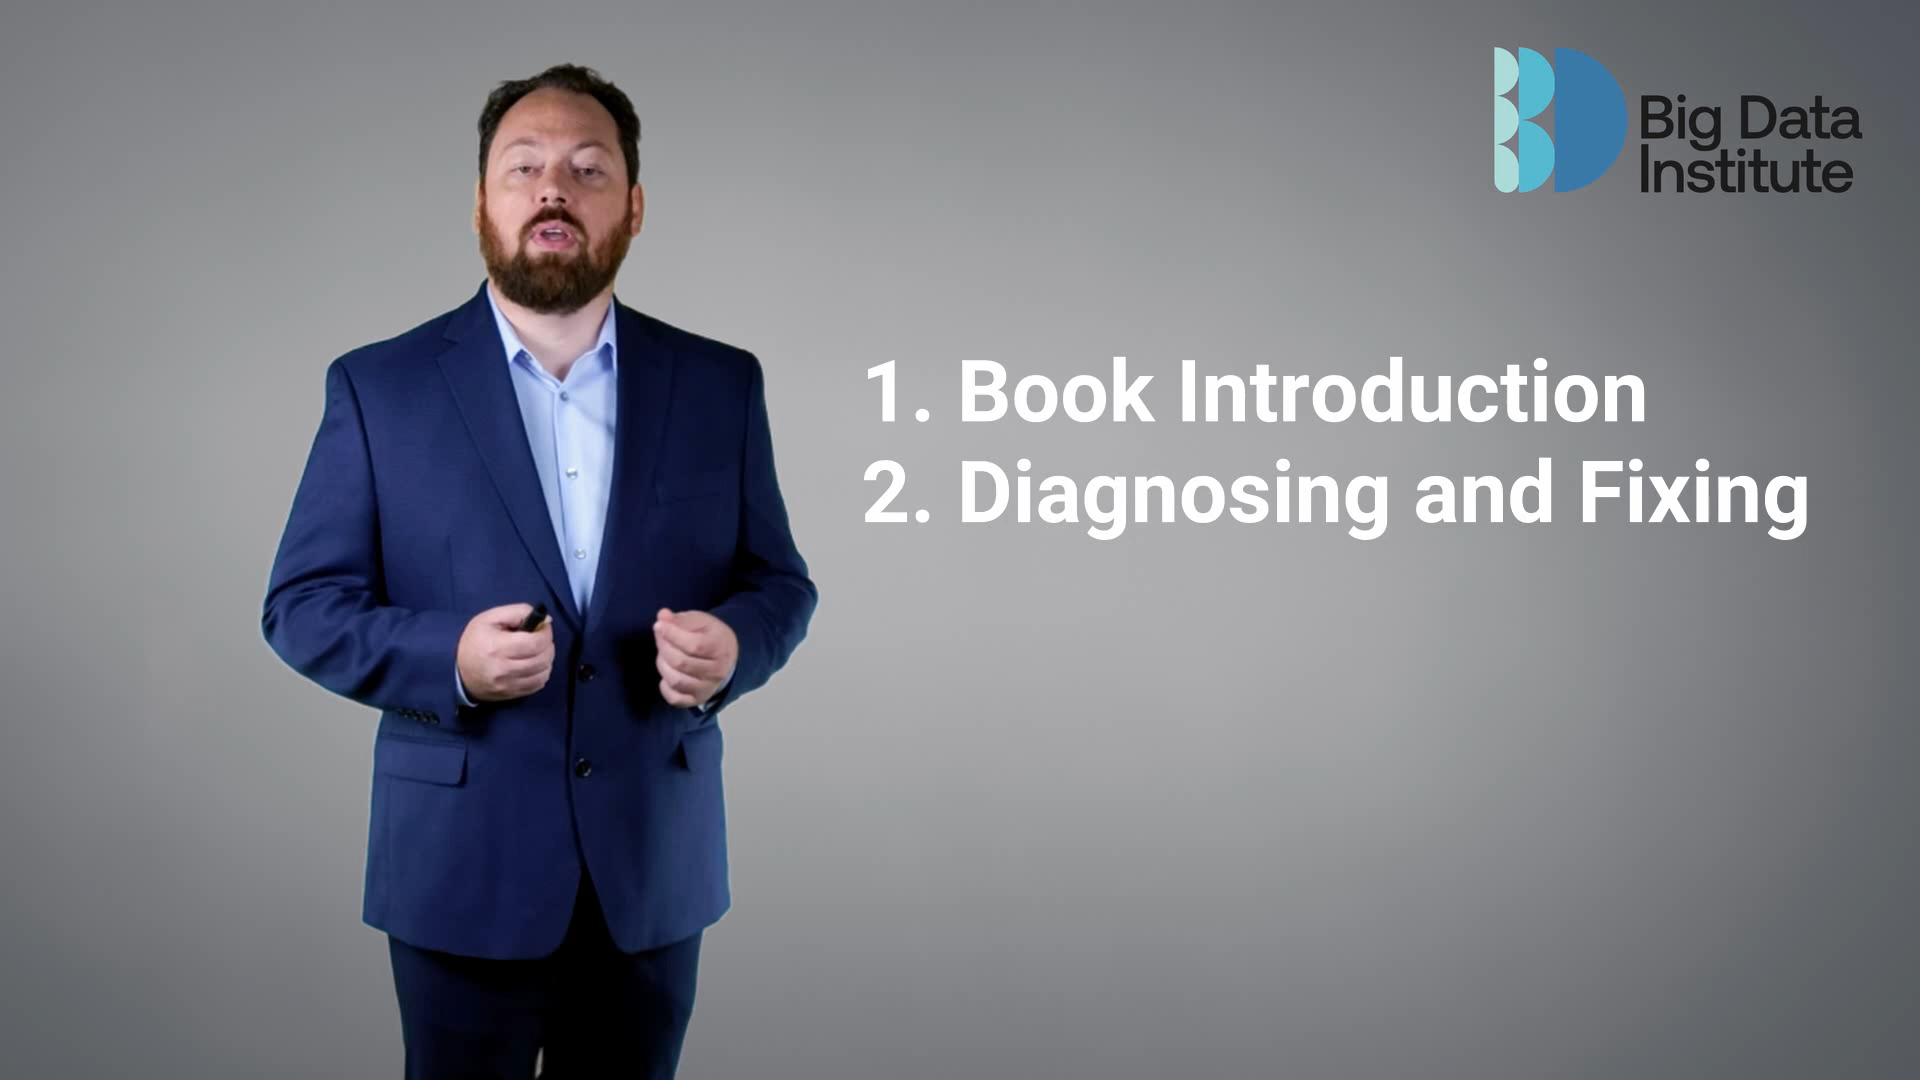 Big Data
Institute
1. Book Introduction
2. Diagnosing and Fixing